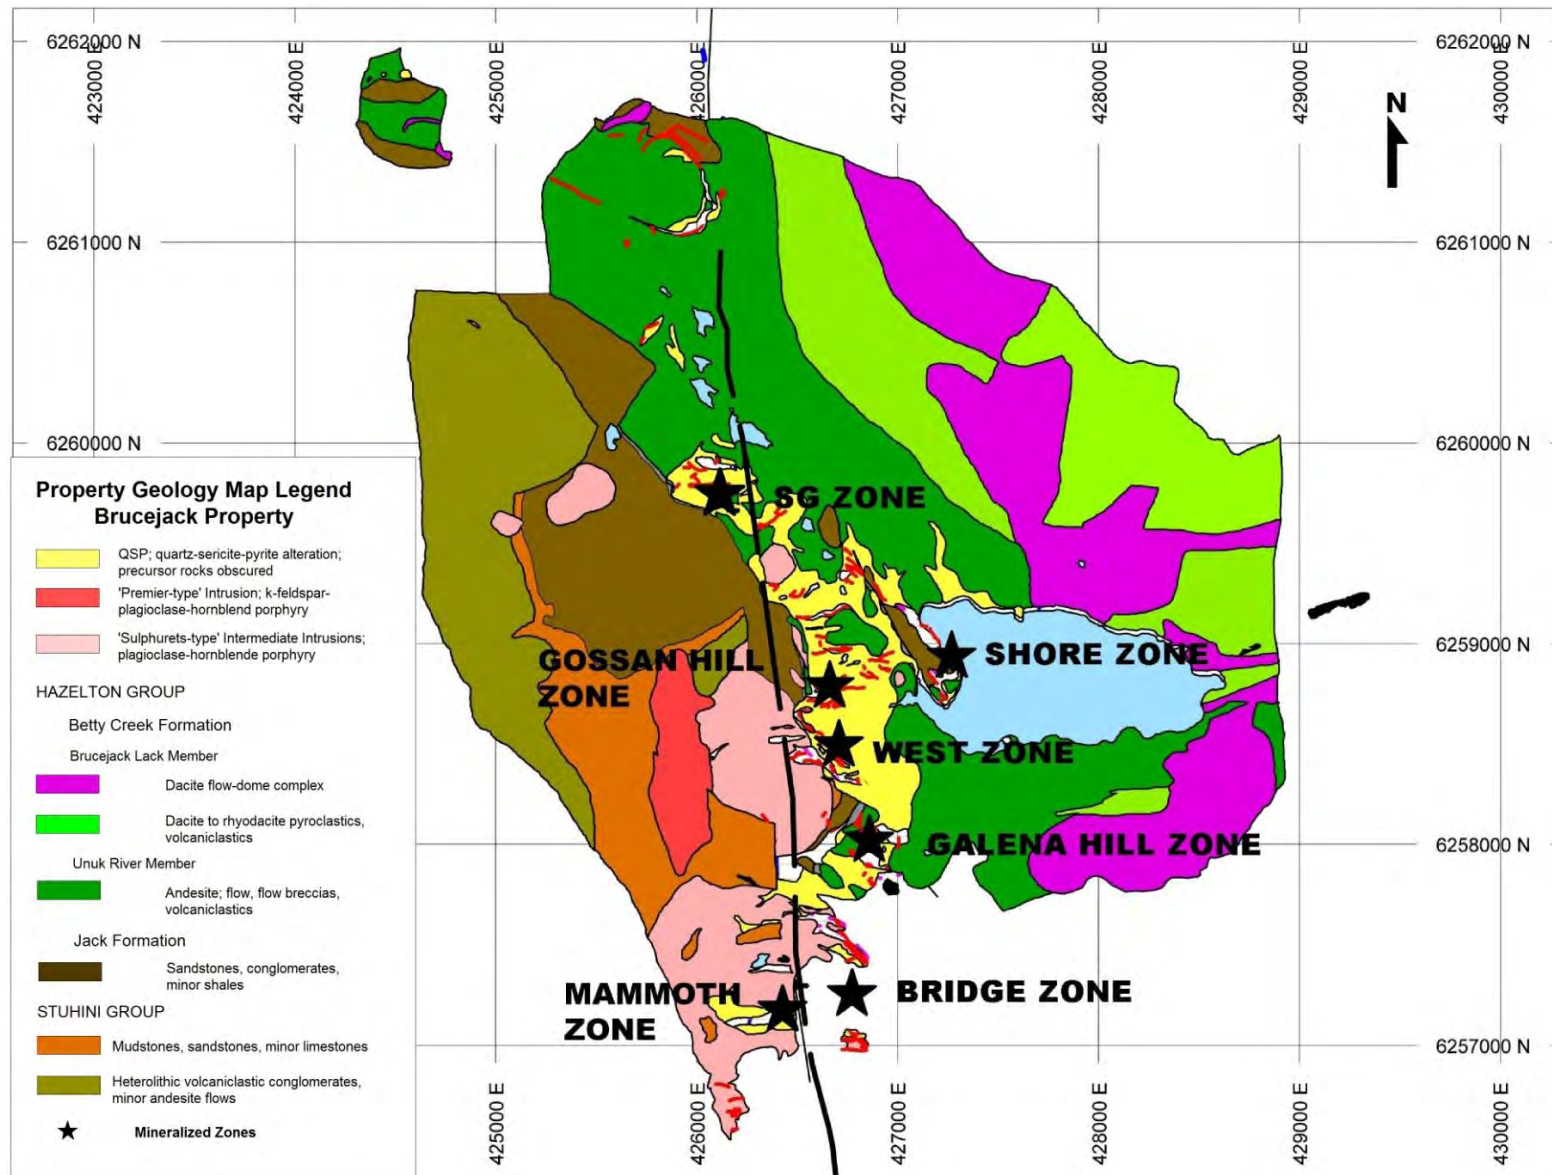 6262000 N
423000 E
424000 E
425000 E
426000 E
427000 E
428000 E
429000 E
430000 E
6262000 N
N
6261000 N
6261000 N
6260000 N
6260000 N
SG ZONE
6259000 N
SHORE ZONE
GOSSAN HILL
ZONE
WEST ZONE
GALENA HILL ZONE
6258000 N
MAMMOTH
ZONE
BRIDGE ZONE
6257000 N
425000 E
426000 E
427000 E
428000 E
429000 E
430000 E
Property Geology Map Legend
Brucejack Property
QSP; quartz-sericite-pyrite alteration;
precursor rocks obscured
'Premier-type' Intrusion; k-feldspar-
plagioclase-hornblend porphyry
'Sulphurets-type' Intermediate Intrusions;
plagioclase-hornblende porphyry
HAZELTON GROUP
Betty Creek Formation
Brucejack Lack Member
Dacite flow-dome complex
Dacite to rhyodacite pyroclastics,
volcaniclastics
Unuk River Member
Andesite; flow, flow breccias,
volcaniclastics
Jack Formation
Sandstones, conglomerates,
minor shales
STUHINI GROUP
Mudstones, sandstones, minor limestones
Heterolithic volcaniclastic conglomerates,
minor andesite flows
Mineralized Zones